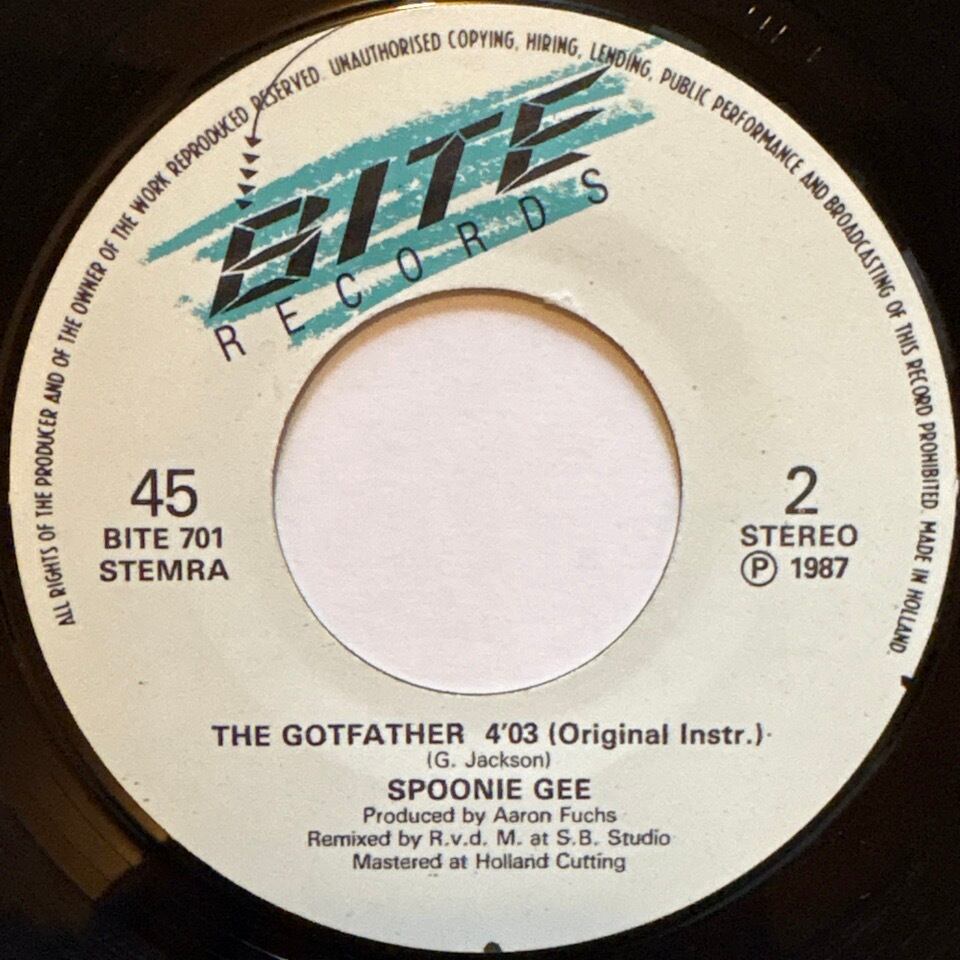 ALL RIGHTS OF THE PRODUCER AND OF THE OWNER OF THE WORK REPRODUCED RESERVED. UNAUTHORISED COPYING, HIRING, LENDING, PUBLIC PERFORMANCE AND BROADCASTING OF THIS RECORD PROHIBITED. MADE IN HOLLAND.
BITE
RECORDS
45
BITE 701
STEMRA
2
STEREO
Ⓟ 1987
THE GOTFATHER 4'03 (Original Instr.)
(G. Jackson)
SPOONIE GEE
Produced by Aaron Fuchs
Remixed by R.v.d. M. at S.B. Studio
Mastered at Holland Cutting